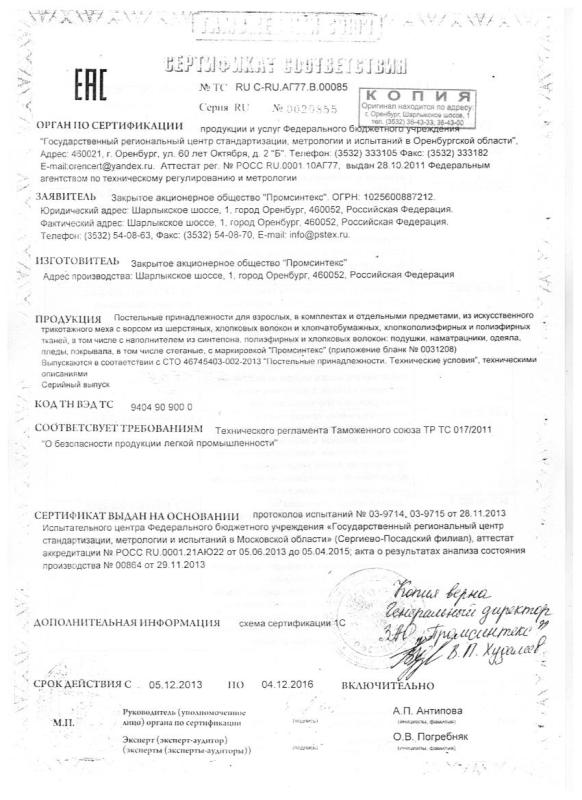 ТАМОЖЕННЫЙ СОЮЗ
СЕРТИФИКАТ СООТВЕТСТВИЯ
ЕАС
№ ТС RU C-RU.АГ77.В.00085
Серия RU № 0020855
КОПИЯ
Оригинал находится по адресу:
г. Оренбург, Шарлыкское шоссе, 1
тел. (3532) 36-43-33, 36-43-00
ОРГАН ПО СЕРТИФИКАЦИИ продукции и услуг Федерального бюджетного учреждения
"Государственный региональный центр стандартизации, метрологии и испытаний в Оренбургской области",
Адрес: 460021, г. Оренбург, ул. 60 лет Октября, д. 2 "Б". Телефон: (3532) 333105 Факс: (3532) 333182
E-mail:orencert@yandex.ru. Аттестат рег. № РОСС RU.0001.10АГ77, выдан 28.10.2011 Федеральным
агентством по техническому регулированию и метрологии
ЗАЯВИТЕЛЬ Закрытое акционерное общество "Промсинтекс". ОГРН: 1025600887212.
Юридический адрес: Шарлыкское шоссе, 1, город Оренбург, 460052, Российская Федерация.
Фактический адрес: Шарлыкское шоссе, 1, город Оренбург, 460052, Российская Федерация.
Телефон: (3532) 54-08-63, Факс: (3532) 54-08-70, E-mail: info@pstex.ru.
ИЗГОТОВИТЕЛЬ Закрытое акционерное общество "Промсинтекс"
Адрес производства: Шарлыкское шоссе, 1, город Оренбург, 460052, Российская Федерация
ПРОДУКЦИЯ Постельные принадлежности для взрослых, в комплектах и отдельными предметами, из искусственного
трикотажного меха с ворсом из шерстяных, хлопковых волокон и хлопчатобумажных, хлопкополиэфирных и полиэфирных
тканей, в том числе с наполнителем из синтепона, полиэфирных и хлопковых волокон: подушки, наматрацники, одеяла,
пледы, покрывала, в том числе стеганые, с маркировкой "Промсинтекс" (приложение бланк № 0031208)
Выпускаются в соответствии с СТО 46745403-002-2013 "Постельные принадлежности. Технические условия", техническими
описаниями
Серийный выпуск
КОД ТН ВЭД ТС 9404 90 900 0
СООТВЕТСВУЕТ ТРЕБОВАНИЯМ Технического регламента Таможенного союза ТР ТС 017/2011
"О безопасности продукции легкой промышленности"
СЕРТИФИКАТ ВЫДАН НА ОСНОВАНИИ протоколов испытаний № 03-9714, 03-9715 от 28.11.2013
Испытательного центра Федерального бюджетного учреждения «Государственный региональный центр
стандартизации, метрологии и испытаний в Московской области» (Сергиево-Посадский филиал), аттестат
аккредитации № РОСС RU.0001.21АЮ22 от 05.06.2013 до 05.04.2015; акта о результатах анализа состояния
производства № 00864 от 29.11.2013
Копия верна
Генеральный директор
ЗАО "Промсинтекс"
В.П.
ДОПОЛНИТЕЛЬНАЯ ИНФОРМАЦИЯ схема сертификации 1С
СРОК ДЕЙСТВИЯ С 05.12.2013 ПО 04.12.2016 ВКЛЮЧИТЕЛЬНО
М.П.
Руководитель (уполномоченное
лицо) органа по сертификации
(подпись)
А.П. Антипова
(инициалы, фамилия)
Эксперт (эксперт-аудитор)
(эксперты (эксперты-аудиторы))
(подпись)
О.В. Погребняк
(инициалы, фамилия)